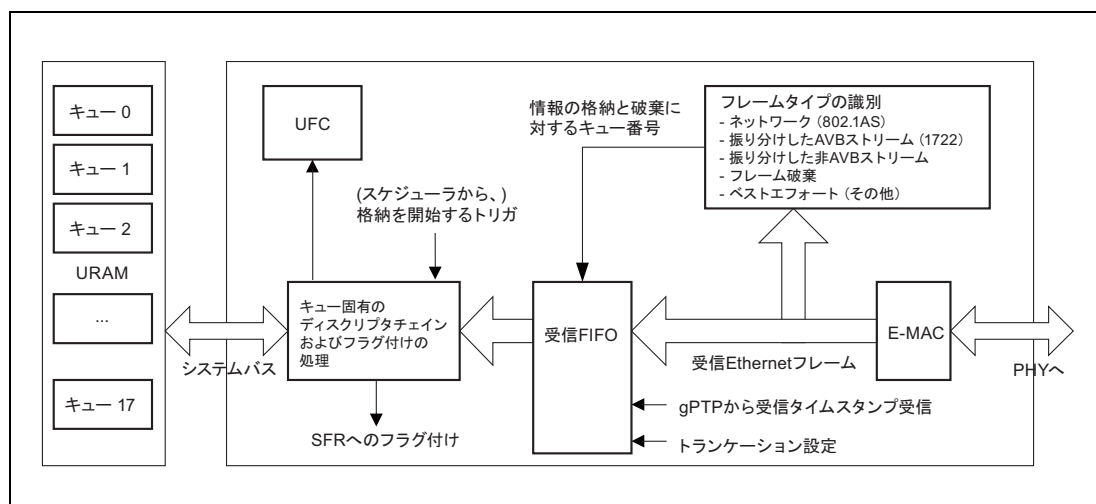 キュー 0
キュー 1
キュー 2
URAM
...
キュー 17
システムバス
UFC
(スケジューラから、)
格納を開始するトリガ
キュー固有の
ディスクリプタチェイン
およびフラグ付けの
処理
SFRへのフラグ付け
情報の格納と破棄に
対するキュー番号
受信FIFO
フレームタイプの識別
- ネットワーク（802.1AS）
- 振り分けしたAVBストリーム（1722）
- 振り分けした非AVBストリーム
- フレーム破棄
- ベストエフォート（その他）
受信Ethernetフレーム
E-MAC
PHYへ
gPTPから受信タイムスタンプ受信
トランケーション設定